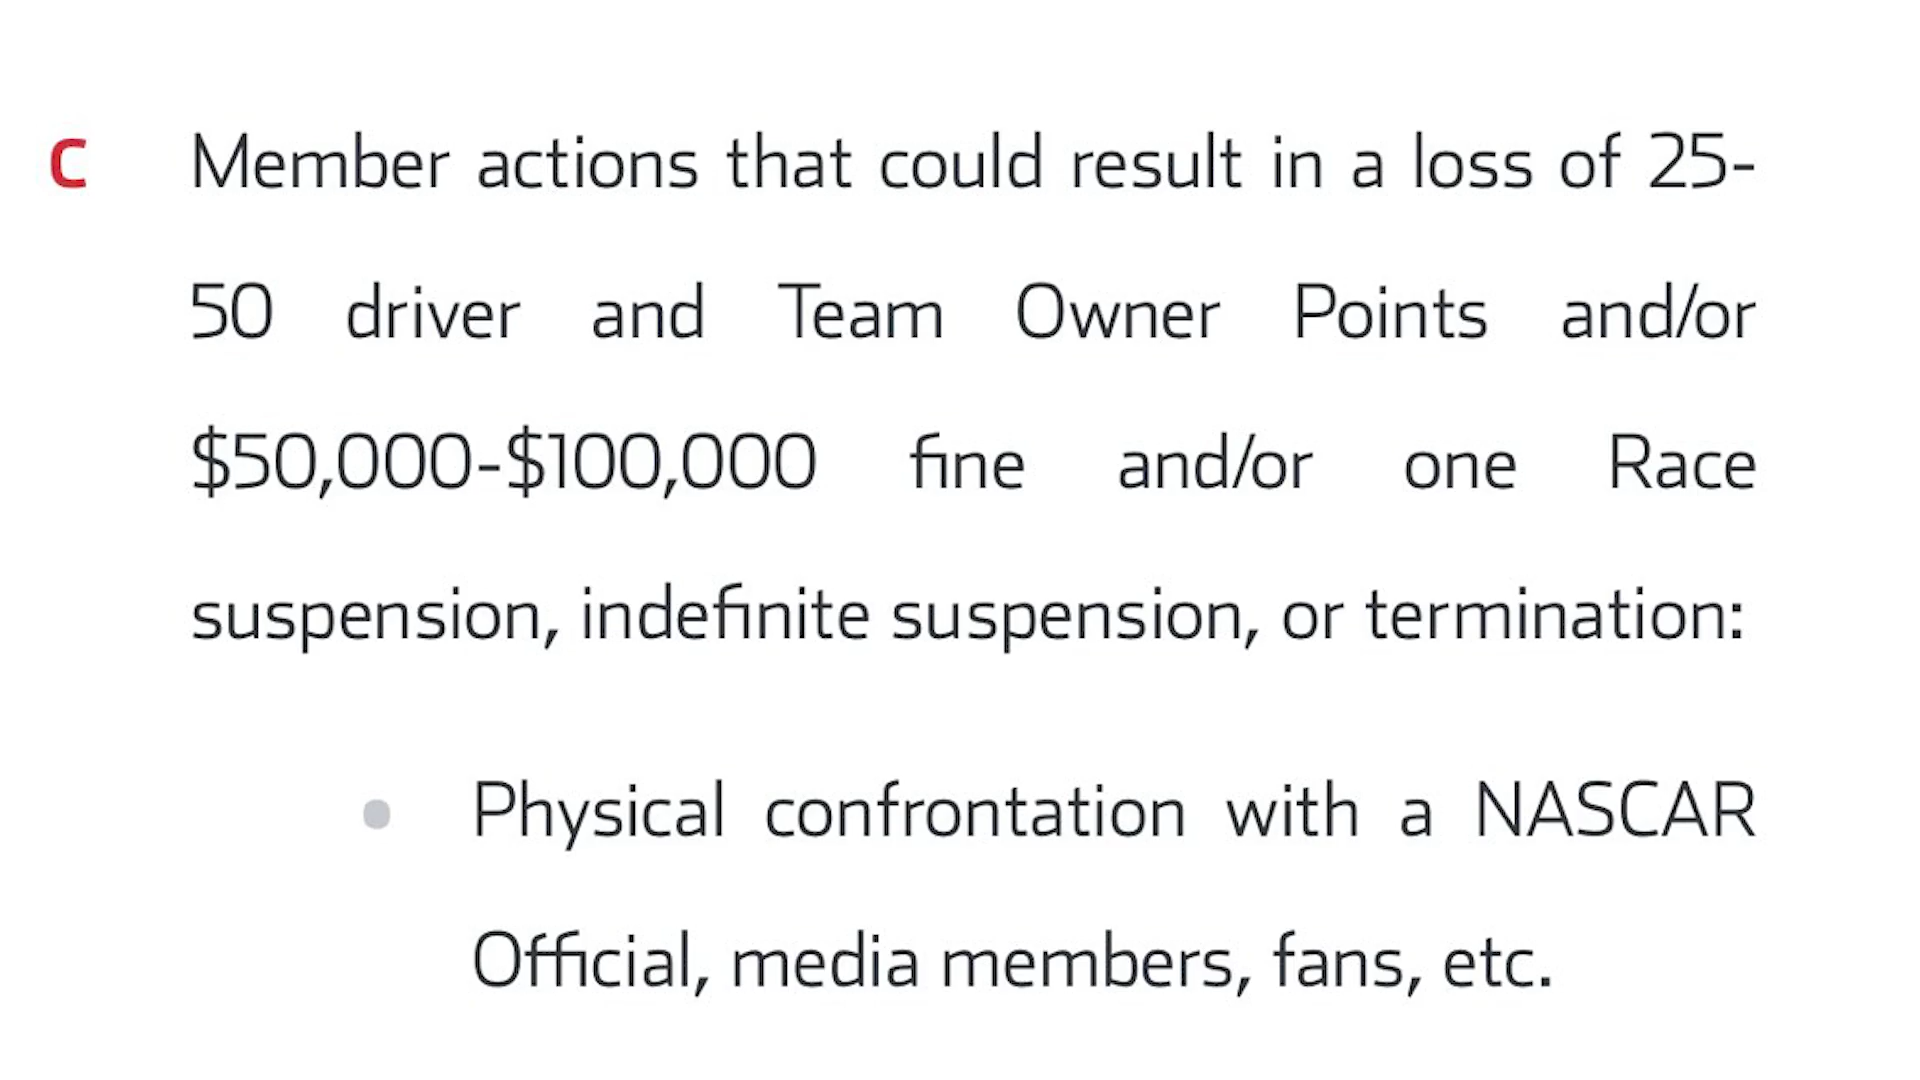 C Member actions that could result in a loss of 25-
50 driver and Team Owner Points and/or
$50,000-$100,000 fine and/or one Race
suspension, indefinite suspension, or termination:
• Physical confrontation with a NASCAR
Official, media members, fans, etc.